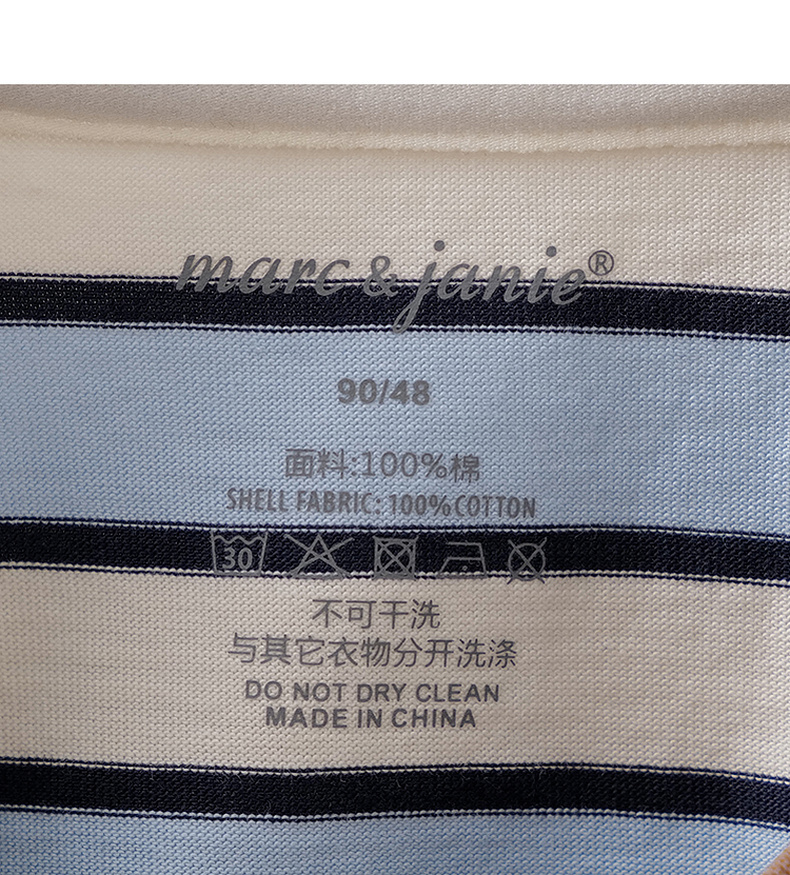 marc & janie®
90/48
面料:100%棉
SHELL FABRIC: 100%COTTON
30
不可干洗
与其它衣物分开洗涤
DO NOT DRY CLEAN
MADE IN CHINA